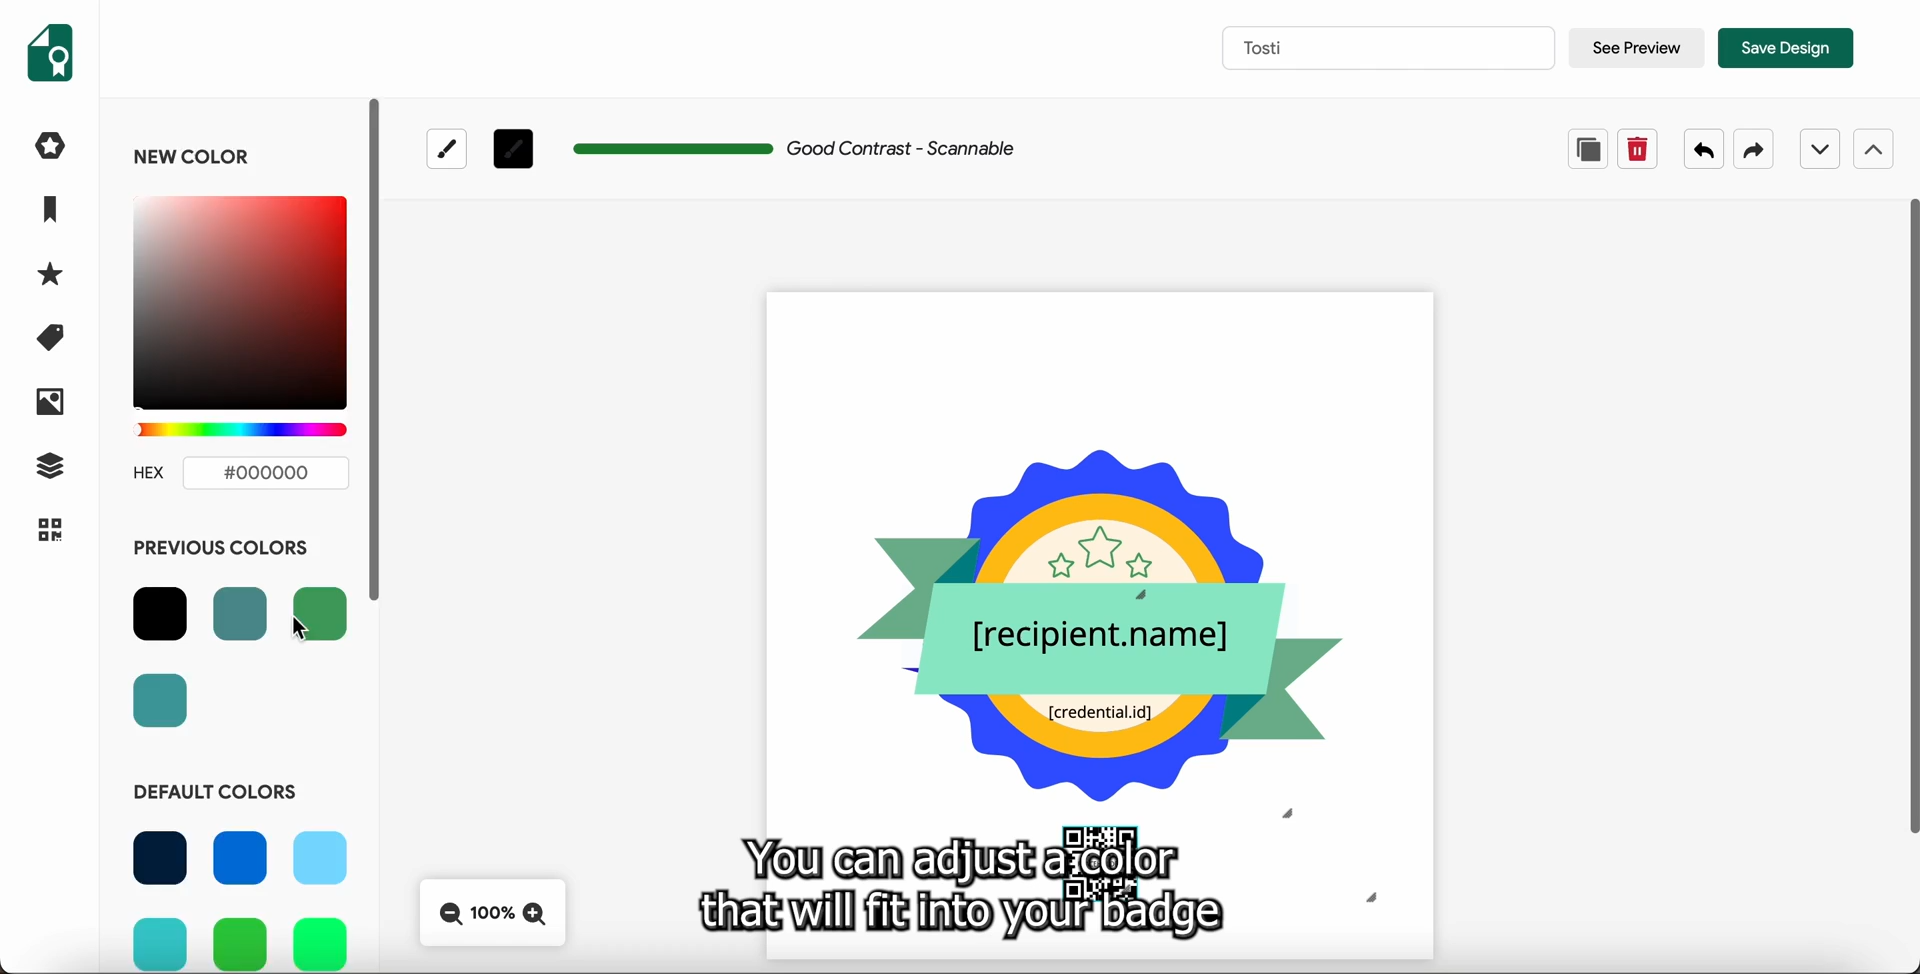 Tosti
See Preview
Save Design
NEW COLOR
Good Contrast - Scannable
HEX
#000000
PREVIOUS COLORS
[recipient.name]
[credential.id]
DEFAULT COLORS
100%
You can adjust a color
that will fit into your badge